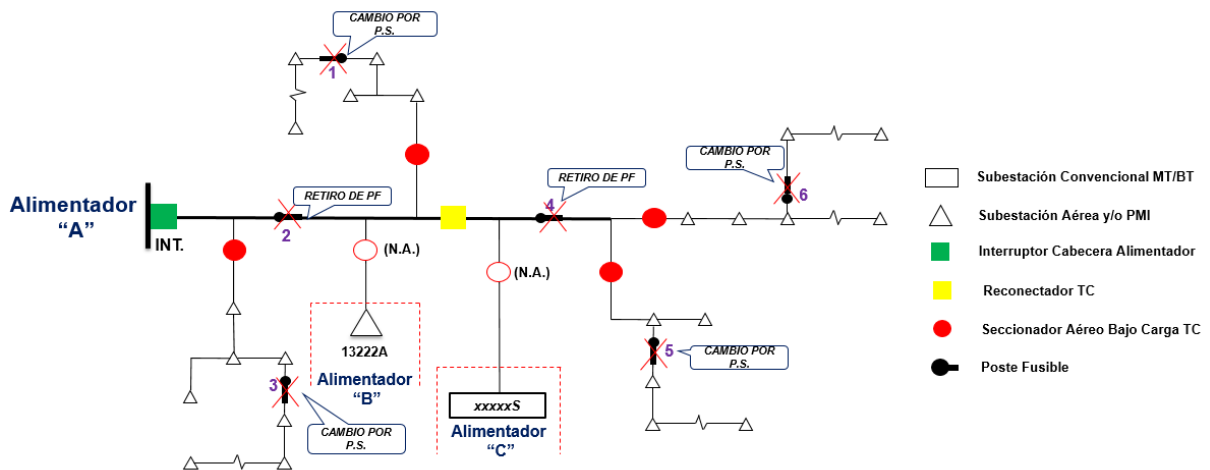 CAMBIO POR
P.S.
1
CAMBIO POR
P.S.
6
RETIRO DE PF
RETIRO DE PF
Alimentador
“A”
INT.
2
4
(N.A.)
(N.A.)
13222A
Alimentador
“B”
3
CAMBIO POR
P.S.
xxxxxS
Alimentador
“C”
5
CAMBIO POR
P.S.
Subestación Convencional MT/BT
Subestación Aérea y/o PMI
Interruptor Cabecera Alimentador
Reconectador TC
Seccionador Aéreo Bajo Carga TC
Poste Fusible